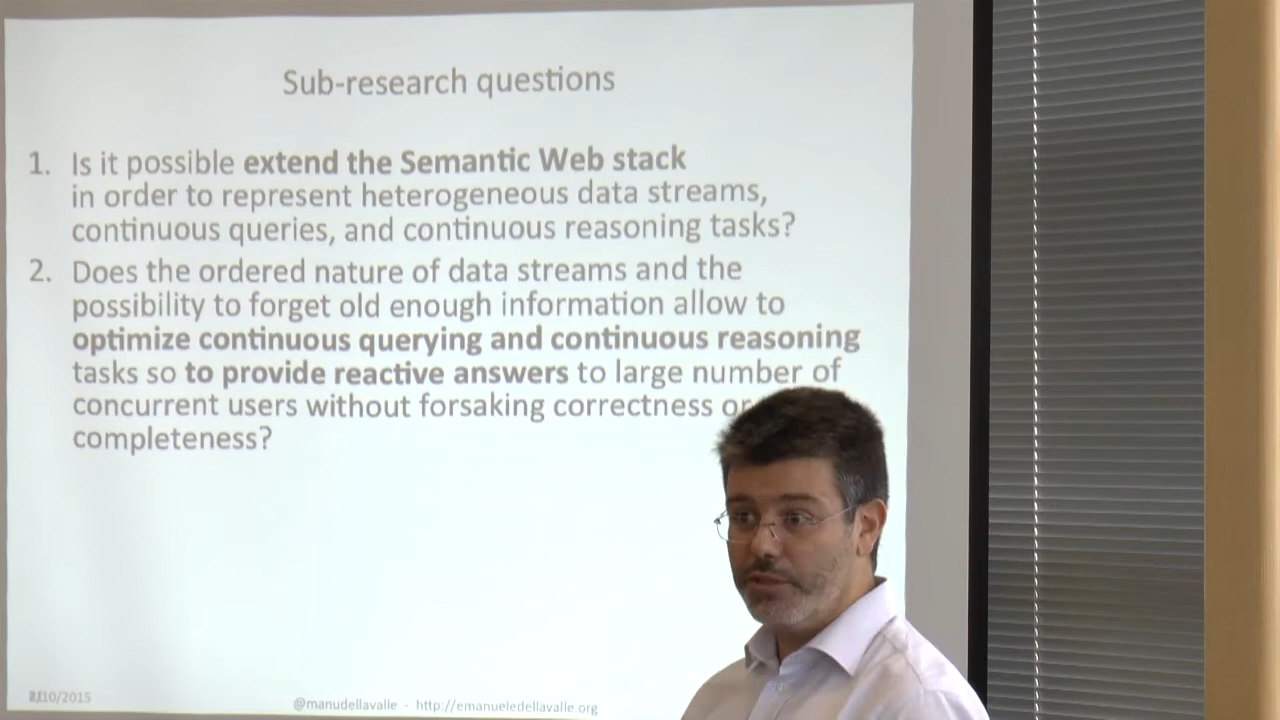 Sub-research questions
1. Is it possible extend the Semantic Web stack
in order to represent heterogeneous data streams,
continuous queries, and continuous reasoning tasks?
2. Does the ordered nature of data streams and the
possibility to forget old enough information allow to
optimize continuous querying and continuous reasoning
tasks so to provide reactive answers to large number of
concurrent users without forsaking correctness or
completeness?
/10/2015
@manudellavalle - http://emanueledellavalle.org